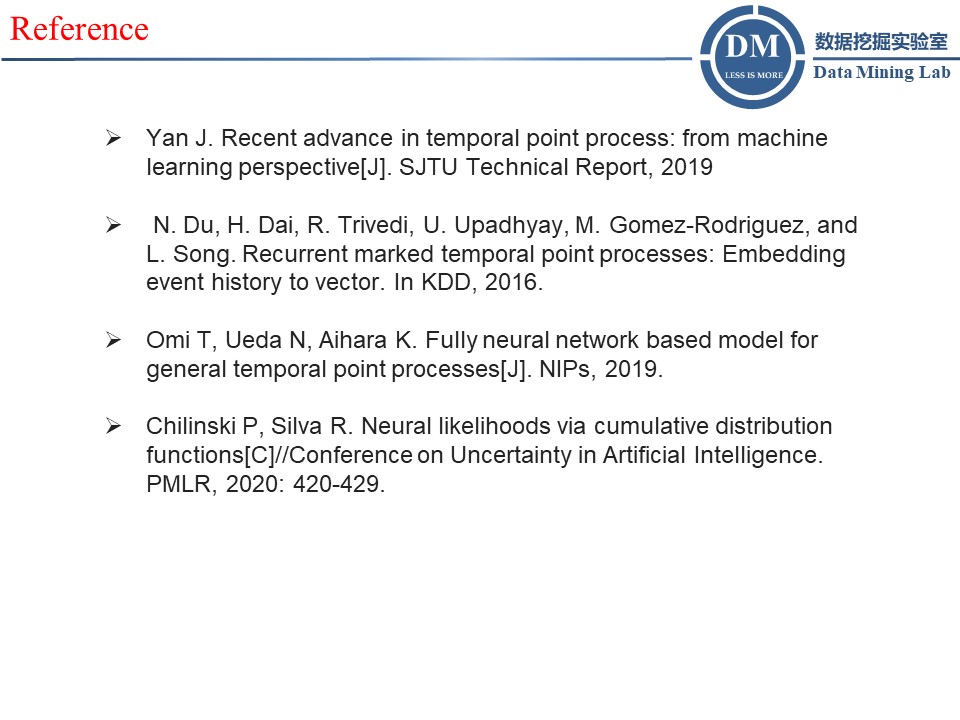 Reference
DM
LESS IS MORE
数据挖掘实验室
Data Mining Lab
➢ Yan J. Recent advance in temporal point process: from machine
learning perspective[J]. SJTU Technical Report, 2019
➢ N. Du, H. Dai, R. Trivedi, U. Upadhyay, M. Gomez-Rodriguez, and
L. Song. Recurrent marked temporal point processes: Embedding
event history to vector. In KDD, 2016.
➢ Omi T, Ueda N, Aihara K. Fully neural network based model for
general temporal point processes[J]. NIPs, 2019.
➢ Chilinski P, Silva R. Neural likelihoods via cumulative distribution
functions[C]//Conference on Uncertainty in Artificial Intelligence.
PMLR, 2020: 420-429.